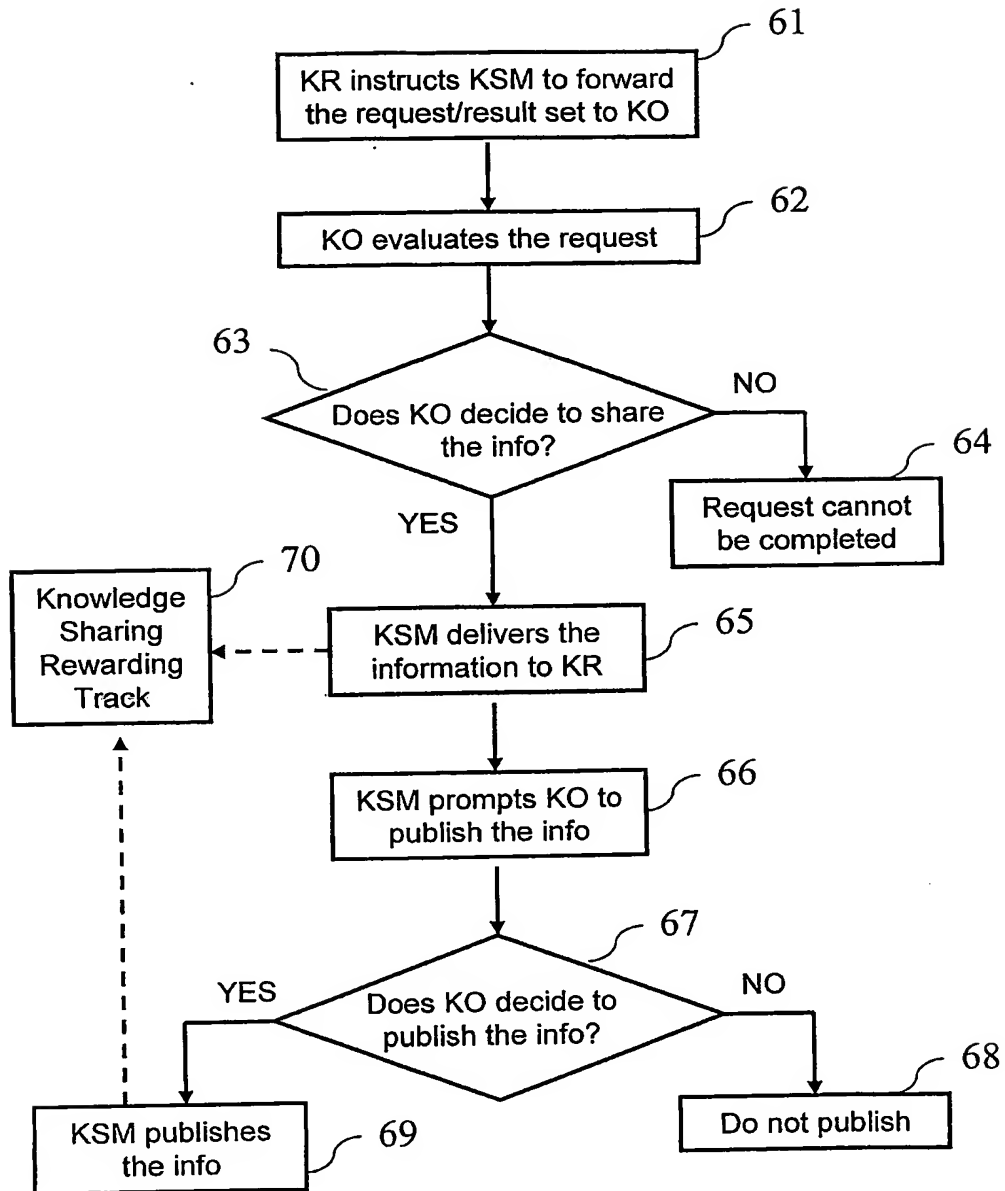 61
KR instructs KSM to forward
the request/result set to KO
62
KO evaluates the request
63
Does KO decide to share
the info?
NO
64
Request cannot
be completed
YES
70
Knowledge
Sharing
Rewarding
Track
65
KSM delivers the
information to KR
66
KSM prompts KO to
publish the info
67
Does KO decide to
publish the info?
YES
NO
68
Do not publish
69
KSM publishes
the info